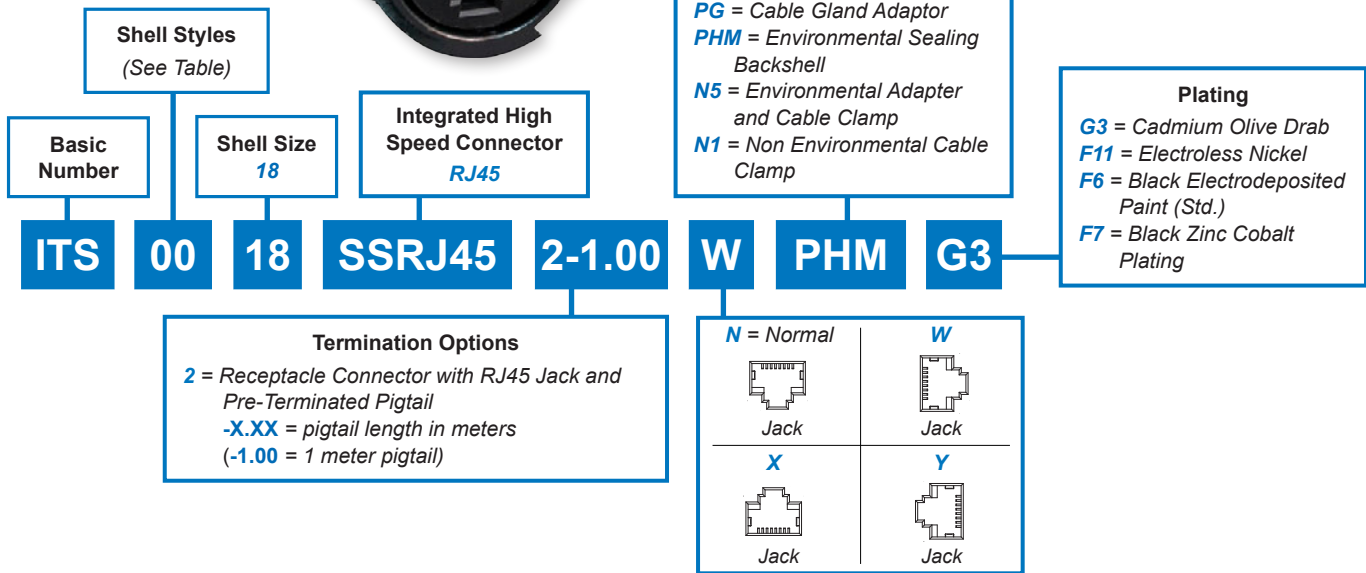 Shell Styles
(See Table)
Basic
Number
Shell Size
18
Integrated High
Speed Connector
RJ45
PG = Cable Gland Adaptor
PHM = Environmental Sealing
Backshell
N5 = Environmental Adapter
and Cable Clamp
N1 = Non Environmental Cable
Clamp
Plating
G3 = Cadmium Olive Drab
F11 = Electroless Nickel
F6 = Black Electrodeposited
Paint (Std.)
F7 = Black Zinc Cobalt
Plating
ITS 00 18 SSRJ45 2-1.00 W PHM G3
Termination Options
2 = Receptacle Connector with RJ45 Jack and
Pre-Terminated Pigtail
-X.XX = pigtail length in meters
(-1.00 = 1 meter pigtail)
N = Normal
Jack
W
Jack
X
Jack
Y
Jack